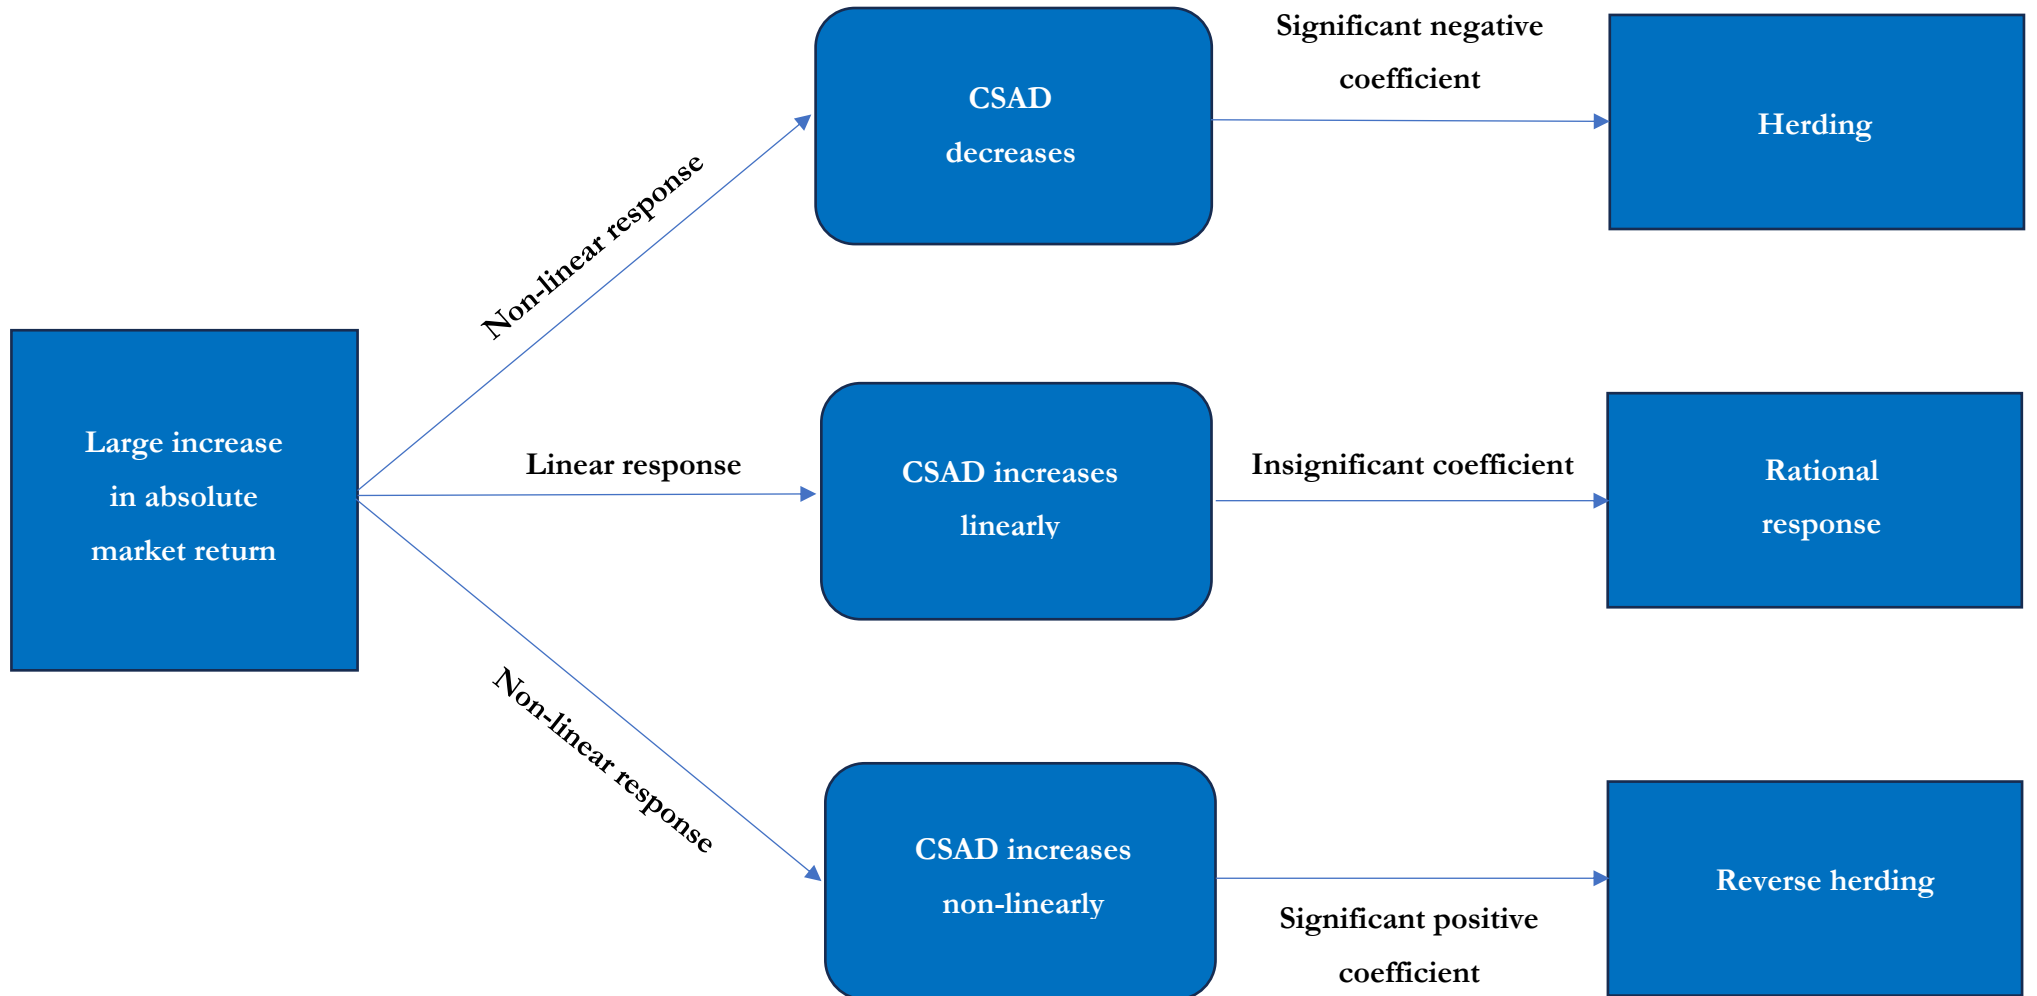 Large increase
in absolute
market return
Non-linear response
CSAD
decreases
Significant negative
coefficient
Herding
Linear response
CSAD increases
linearly
Insignificant coefficient
Rational
response
Non-linear response
CSAD increases
non-linearly
Significant positive
coefficient
Reverse herding